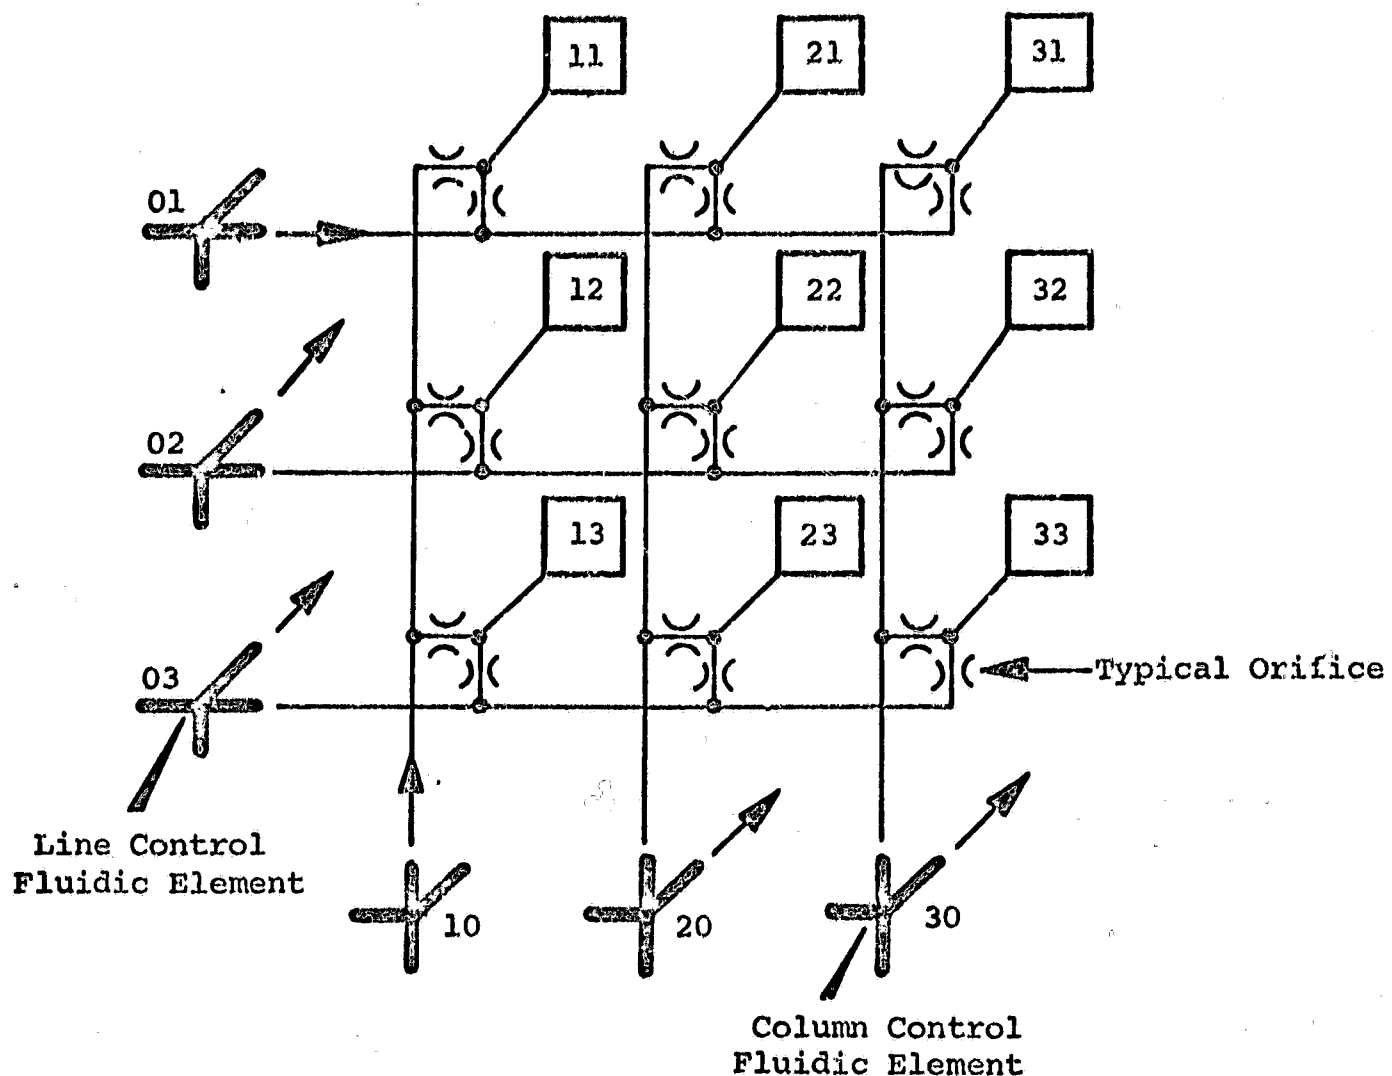 11 21 31
01
12 22 32
02
13 23 33
03
Typical Orifice
Line Control
Fluidic Element
10 20 30
Column Control
Fluidic Element